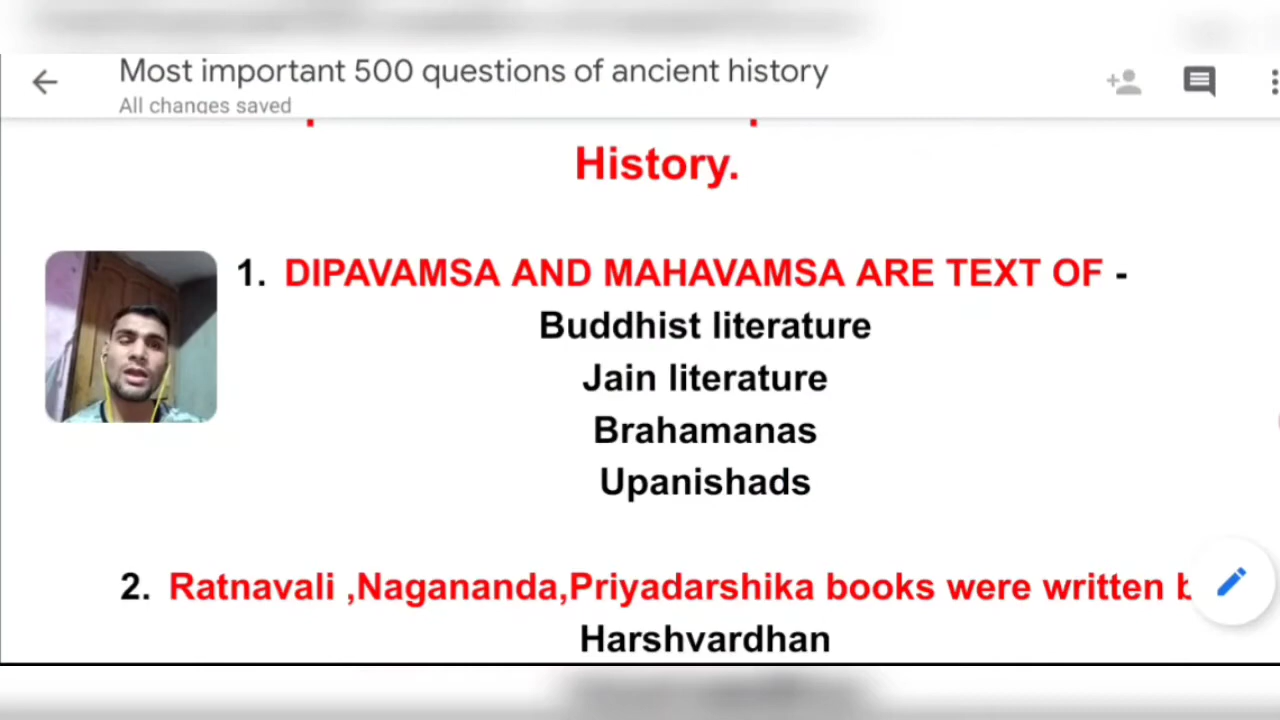 Most important 500 questions of ancient history
All changes saved
History.
1. DIPAVAMSA AND MAHAVAMSA ARE TEXT OF -
Buddhist literature
Jain literature
Brahamanas
Upanishads
2. Ratnavali ,Nagananda,Priyadarshika books were written
Harshvardhan